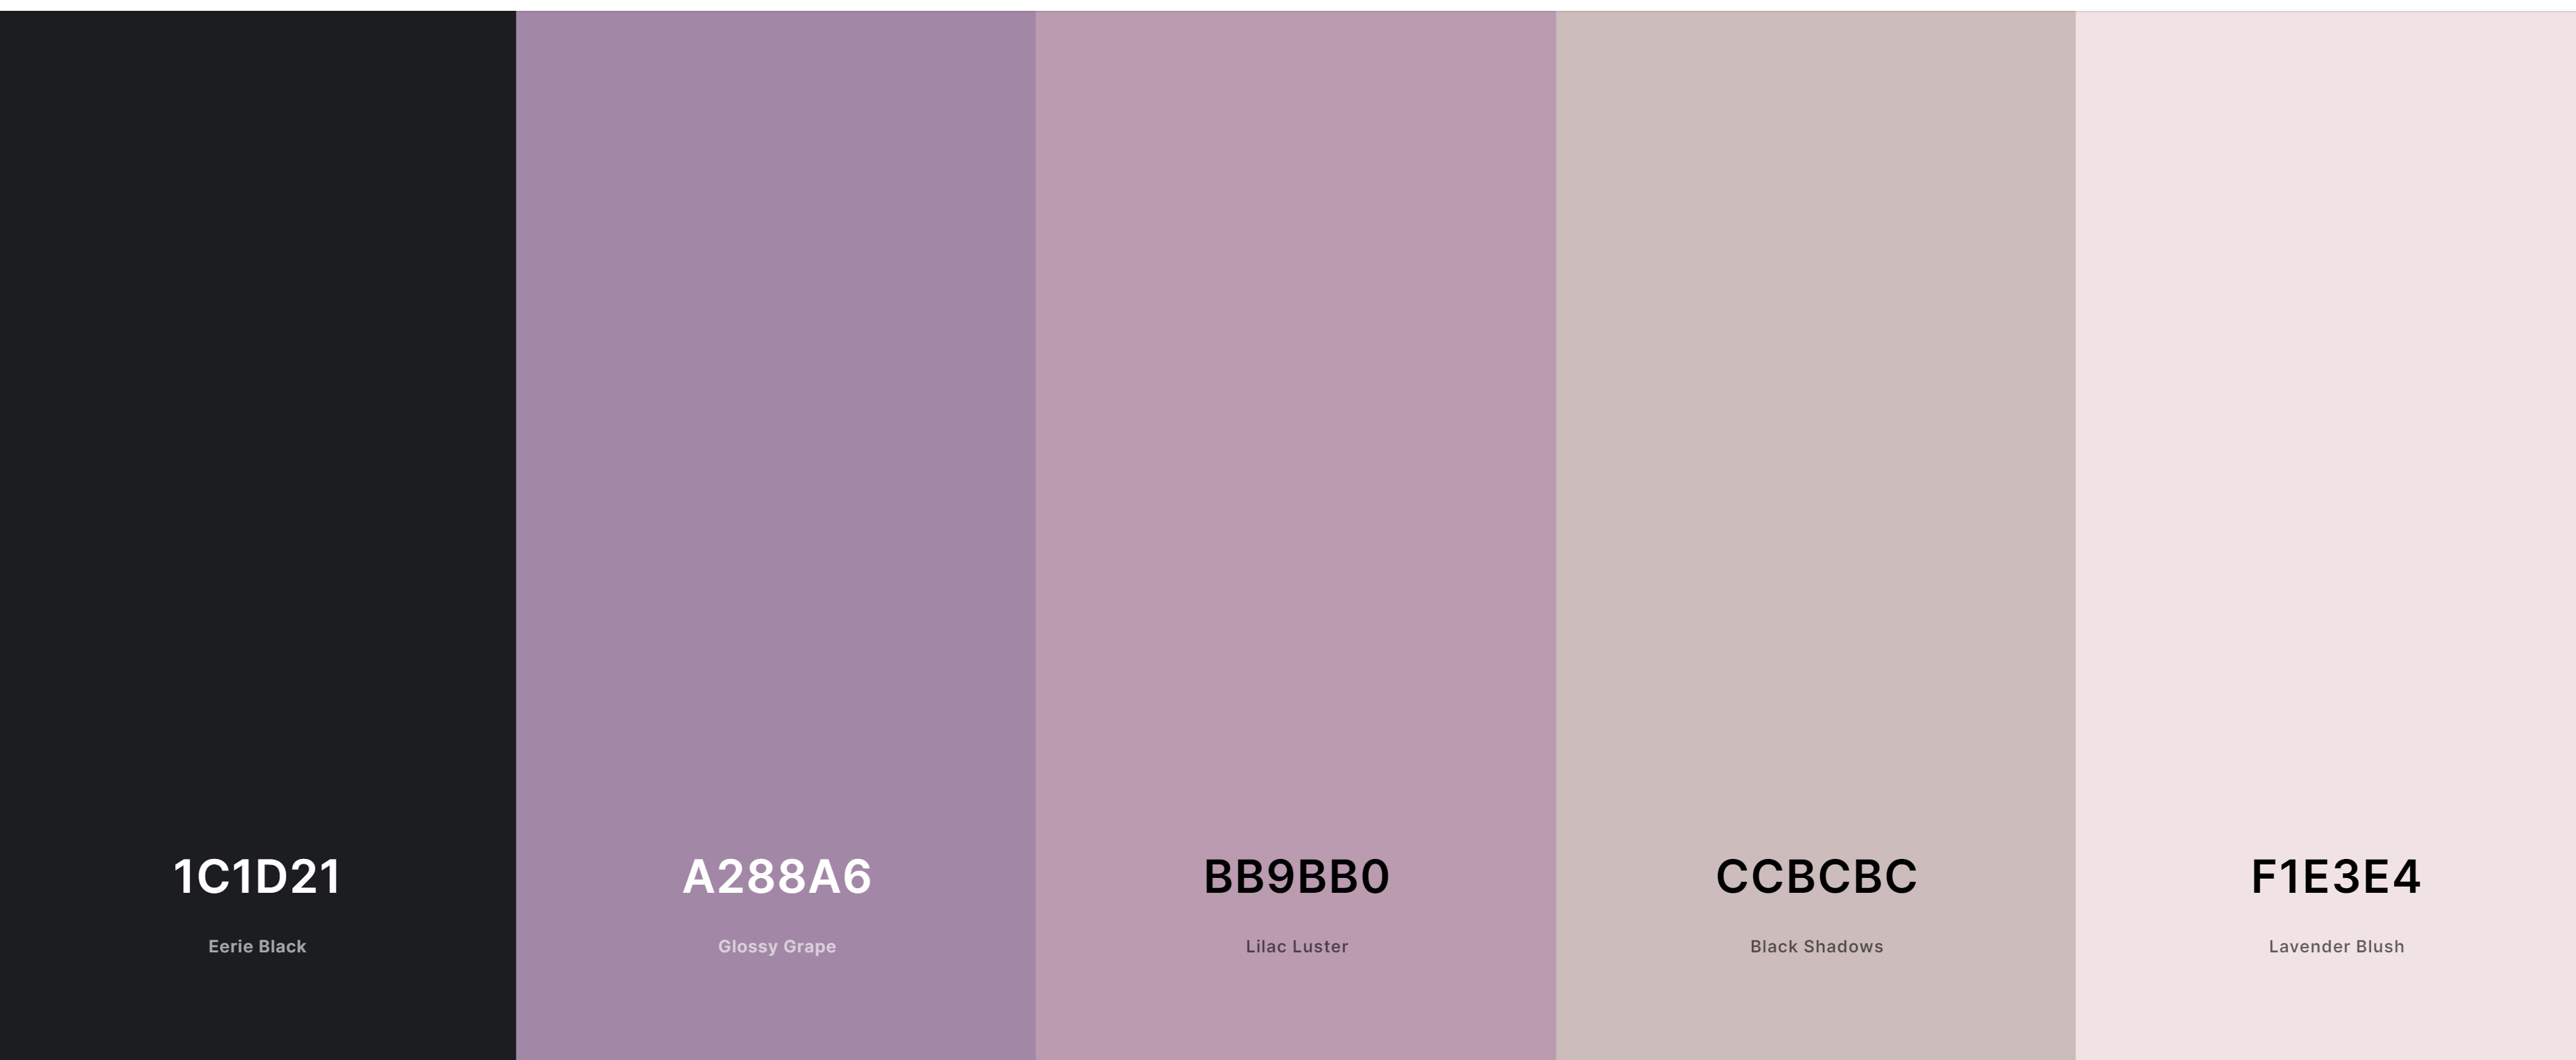 1C1D21
Eerie Black
A288A6
Glossy Grape
BB9BB0
Lilac Luster
CCBCBC
Black Shadows
F1E3E4
Lavender Blush